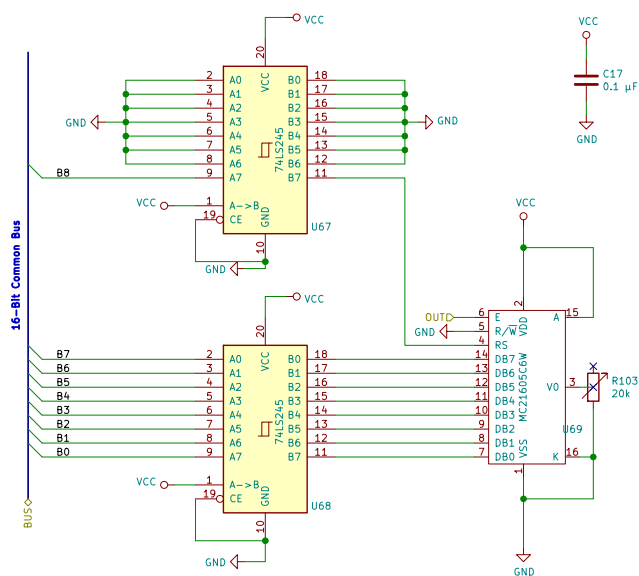 VCC
20
VCC
2 A0 B0 18
3 A1 B1 17
4 A2 B2 16
GND 5 A3 B3 15 GND
6 A4 B4 14
7 A5 B5 13
8 A6 B6 12
B8 9 A7 B7 11
74LS245
VCC 1 A->B
19 CE
GND
10
U67
GND
VCC
C17
0.1 µF
GND
16-Bit Common Bus
VCC
20
VCC
B7 2 A0 B0 18
B6 3 A1 B1 17
B5 4 A2 B2 16
B4 5 A3 B3 15
B3 6 A4 B4 14
B2 7 A5 B5 13
B1 8 A6 B6 12
B0 9 A7 B7 11
74LS245
VCC 1 A->B
19 CE
GND
10
U68
GND
BUS
VCC
2
VDD
OUT 6 E A 15
GND 5 R/W
4 RS
14 DB7
13 DB6
12 DB5 VO 3
11 DB4
10 DB3
9 DB2
8 DB1
7 DB0 K 16
MC21605C6W
U69
VSS
1
R103
20k
GND